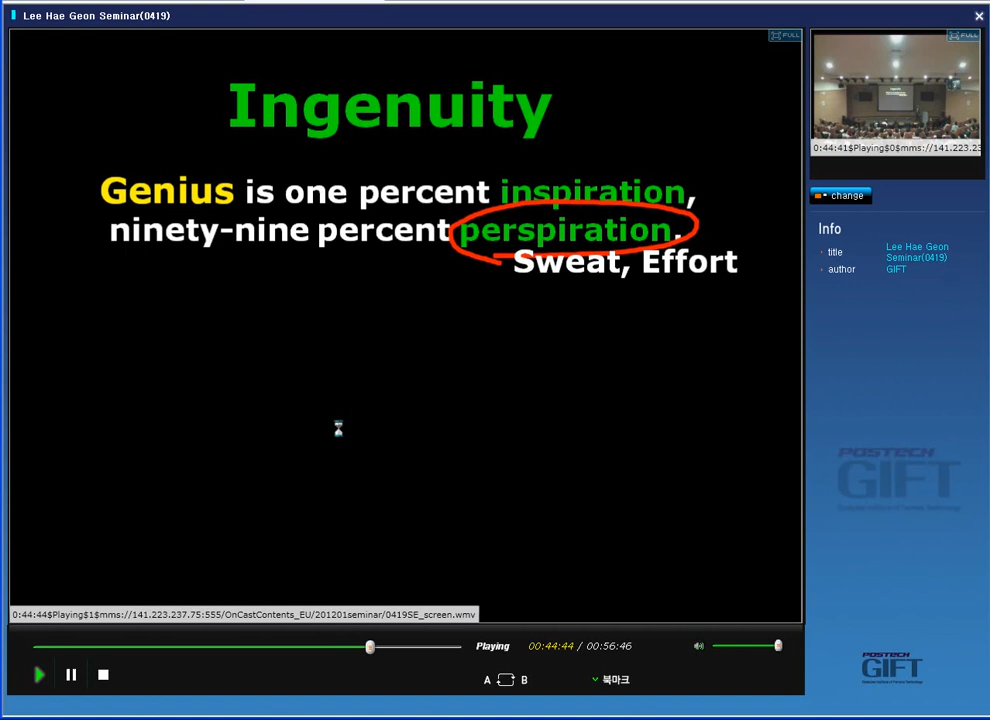 Lee Hae Geon Seminar(0419)
FULL
Ingenuity
Genius is one percent inspiration,
ninety-nine percent perspiration.
Sweat, Effort
0:44:44$Playing$1$mms://141.223.237.75:555/OnCastContents_EU/201201seminar/0419SE_screen.wmv
Playing 00:44:44 / 00:56:46
A B 북마크
FULL
0:44:41$Playing$0$mms://141.223.23
change
Info
title Lee Hae Geon
Seminar(0419)
author GIFT
POSTECH
GIFT
POSTECH
GIFT